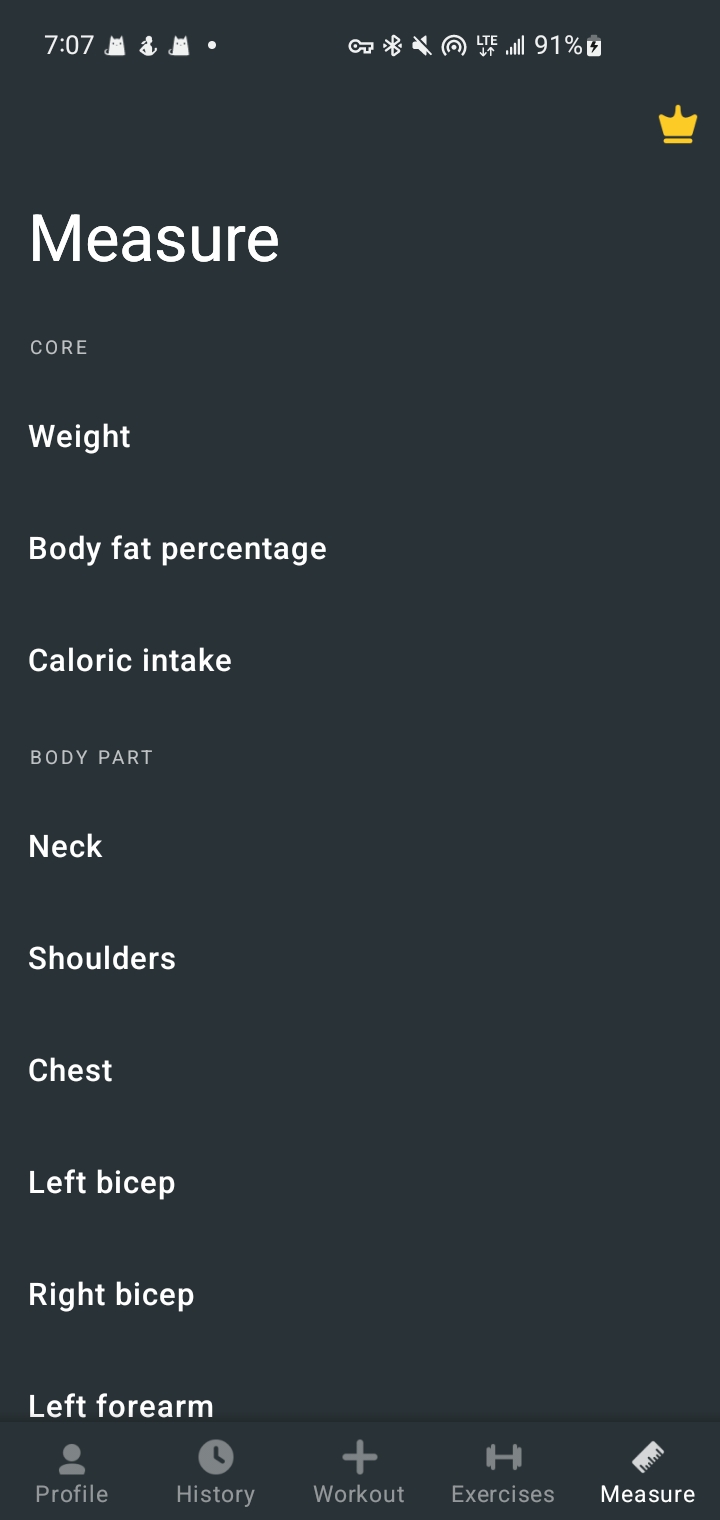 7:07 LTE 91%
Measure
CORE
Weight
Body fat percentage
Caloric intake
BODY PART
Neck
Shoulders
Chest
Left bicep
Right bicep
Left forearm
Profile History Workout Exercises Measure